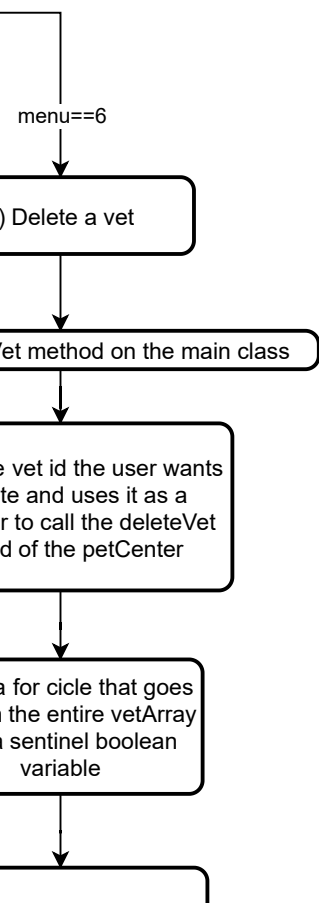 menu==6
) Delete a vet
et method on the main class
e vet id the user wants
te and uses it as a
r to call the deleteVet
d of the petCenter
a for cicle that goes
the entire vetArray
sentinel boolean
variable